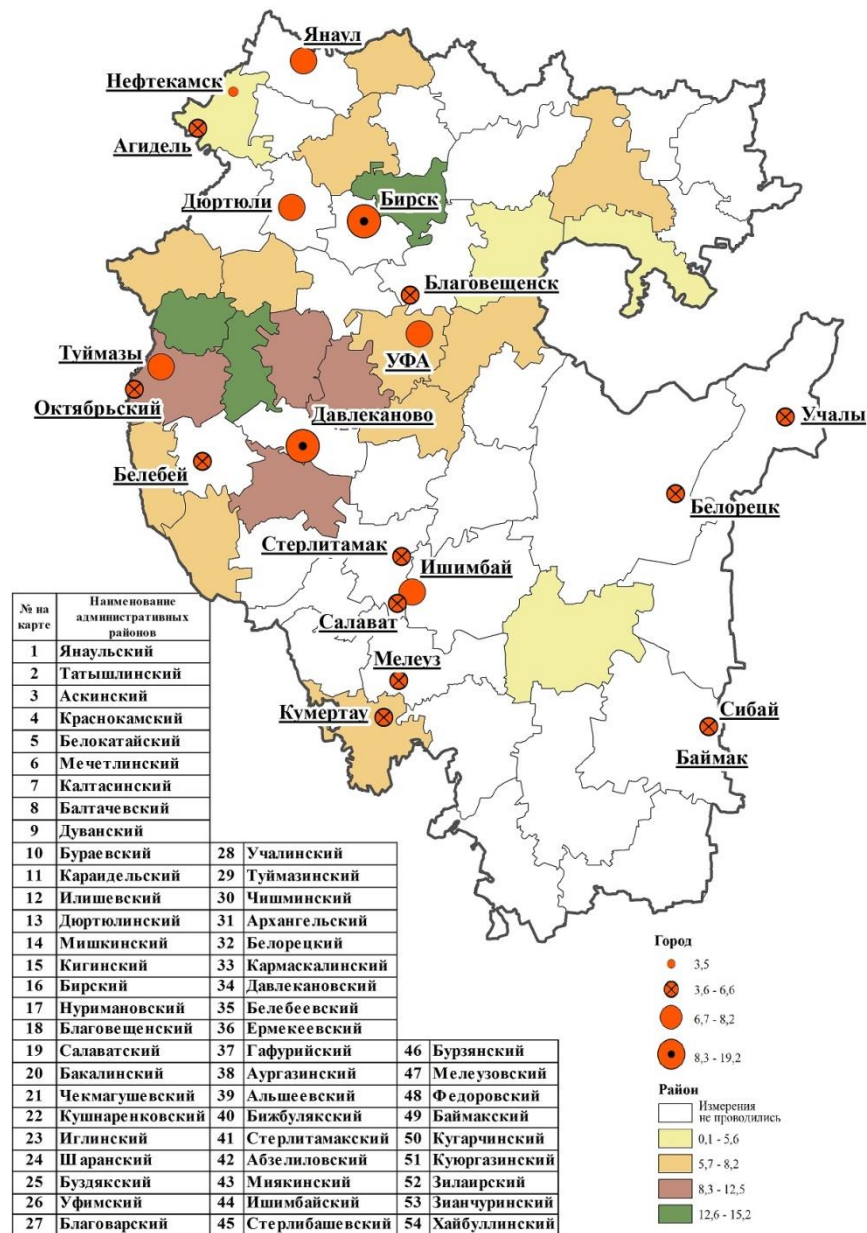 Янаул
Нефтекамск
Агидель
Дюртюли
Бирск
Благовещенск
Туймазы
УФА
Октябрьский
Давлеканово
Учалы
Белебей
Белорецк
Стерлитамак
Ишимбай
Салават
Мелеуз
Кумертау
Сибай
Баймак
№ на карте Наименование административных районов
1 Янаульский
2 Татышлинский
3 Аскинский
4 Краснокамский
5 Белокатайский
6 Мечетлинский
7 Калтасинский
8 Балтачевский
9 Дуванский
10 Бураевский 28 Учалинский
11 Караидельский 29 Туймазинский
12 Илишевский 30 Чишминский
13 Дюртюлинский 31 Архангельский
14 Мишкинский 32 Белорецкий
15 Кигинский 33 Кармаскалинский
16 Бирский 34 Давлекановский
17 Нуримановский 35 Белебеевский
18 Благовещенский 36 Ермекеевский
19 Салаватский 37 Гафурийский 46 Бурзянский
20 Бакалинский 38 Аургазинский 47 Мелеузовский
21 Чекмагушевский 39 Альшеевский 48 Федоровский
22 Кушнаренковский 40 Бижбулякский 49 Баймакский
23 Иглинский 41 Стерлитамакский 50 Кугарчинский
24 Шаранский 42 Абзелиловский 51 Куюргазинский
25 Буздякский 43 Миякинский 52 Зилаирский
26 Уфимский 44 Ишимбайский 53 Зианчуринский
27 Благоварский 45 Стерлибашевский 54 Хайбуллинский
Город
3,5
3,6 - 6,6
6,7 - 8,2
8,3 - 19,2
Район
Измерения
не проводились
0,1 - 5,6
5,7 - 8,2
8,3 - 12,5
12,6 - 15,2